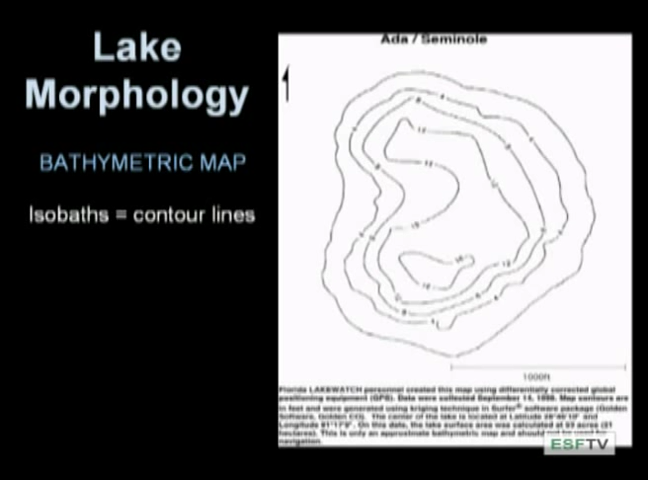 Lake
Morphology
BATHYMETRIC MAP
Isobaths = contour lines
Ada / Seminole
1000ft
Florida LAKEWATCH personnel created this map using differentially corrected global
positioning equipment (GPS). Data were collected September 14, Map contours are
in feet and were generated using kriging technique in Surfer® software package (Golden
Software, Golden CO). The center of the lake is located at Latitude and
Longitude On this date, the lake surface area was calculated at acres
hectares). This is only an approximate bathymetric map and should not be used for
navigation.
ESFTV